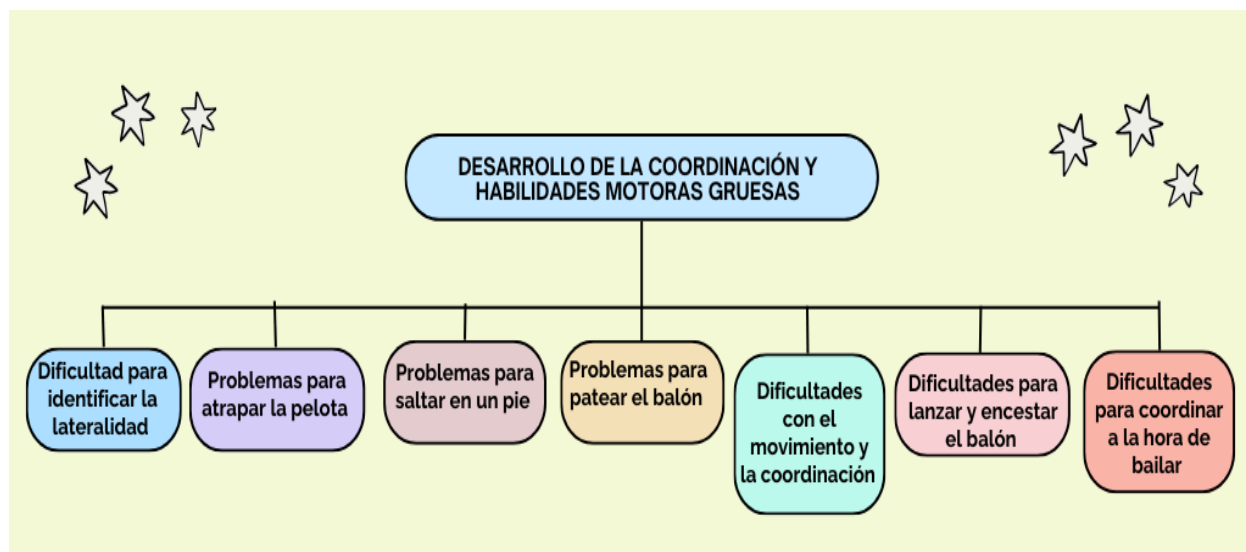 DESARROLLO DE LA COORDINACIÓN Y
HABILIDADES MOTORAS GRUESAS
Dificultad para
identificar la
lateralidad
Problemas para
atrapar la pelota
Problemas para
saltar en un pie
Problemas para
patear el balón
Dificultades
con el
movimiento y
la coordinación
Dificultades para
lanzar y encestar
el balón
Dificultades
para coordinar
a la hora de
bailar